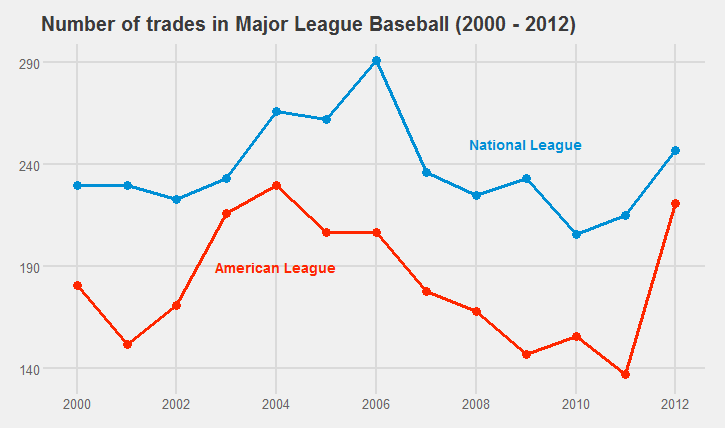 Number of trades in Major League Baseball (2000 - 2012)
290
National League
240
190
American League
140
2000 2002 2004 2006 2008 2010 2012